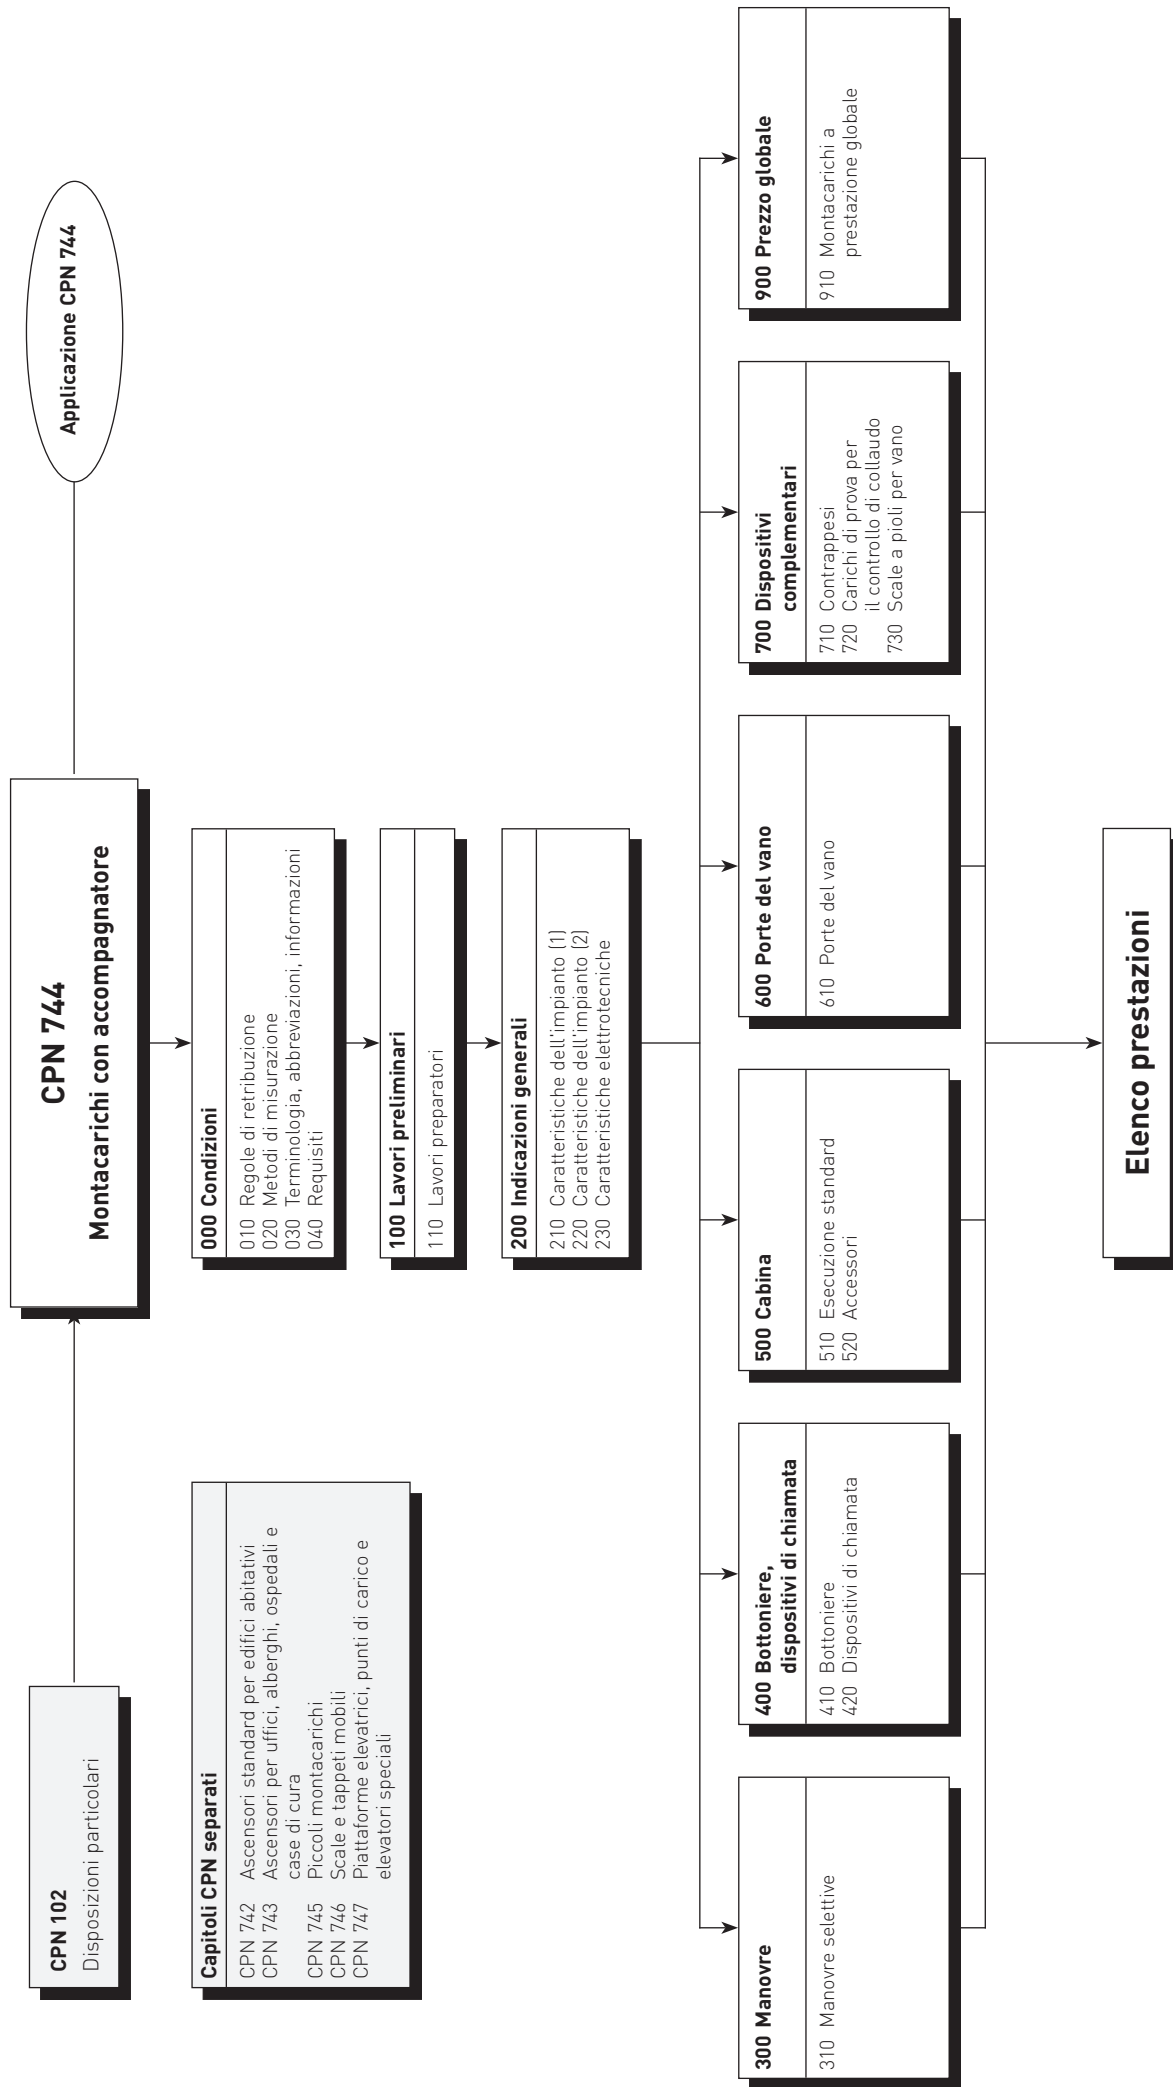 CPN 102
Disposizioni particolari
CPN 744
Montacarichi con accompagnatore
Applicazione CPN 744
Capitoli CPN separati
CPN 742 Ascensori standard per edifici abitativi
CPN 743 Ascensori per uffici, alberghi, ospedali e
case di cura
CPN 745 Piccoli montacarichi
CPN 746 Scale e tappeti mobili
CPN 747 Piattaforme elevatrici, punti di carico e
elevatori speciali
000 Condizioni
010 Regole di retribuzione
020 Metodi di misurazione
030 Terminologia, abbreviazioni, informazioni
040 Requisiti
100 Lavori preliminari
110 Lavori preparatori
200 Indicazioni generali
210 Caratteristiche dell'impianto (1)
220 Caratteristiche dell'impianto (2)
230 Caratteristiche elettrotecniche
300 Manovre
310 Manovre selettive
400 Bottoniere,
dispositivi di chiamata
410 Bottoniere
420 Dispositivi di chiamata
500 Cabina
510 Esecuzione standard
520 Accessori
600 Porte del vano
610 Porte del vano
700 Dispositivi
complementari
710 Contrappesi
720 Carichi di prova per
il controllo di collaudo
730 Scale a pioli per vano
900 Prezzo globale
910 Montacarichi a
prestazione globale
Elenco prestazioni